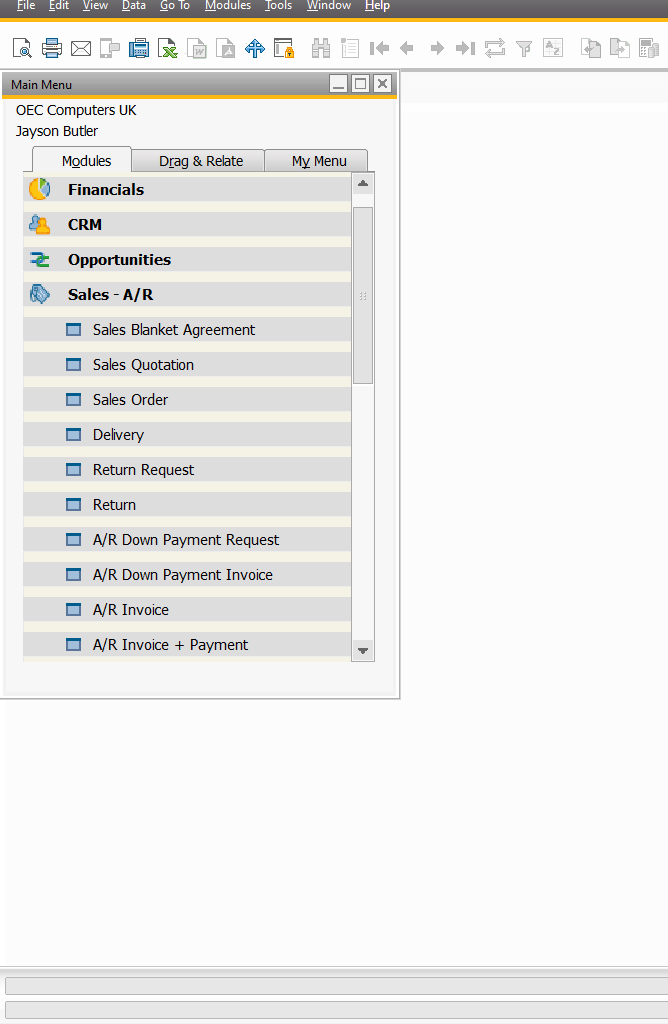 File Edit View Data Go To Modules Tools Window Help
Main Menu
OEC Computers UK
Jayson Butler
Modules Drag & Relate My Menu
Financials
CRM
Opportunities
Sales - A/R
Sales Blanket Agreement
Sales Quotation
Sales Order
Delivery
Return Request
Return
A/R Down Payment Request
A/R Down Payment Invoice
A/R Invoice
A/R Invoice + Payment